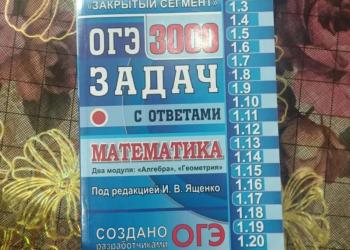 "ЗАКРЫТЫЙ СЕГМЕНТ"
ОГЭ 3000
ЗАДАЧ
С ОТВЕТАМИ
МАТЕМАТИКА
Два модуля: «Алгебра», «Геометрия»
Под редакцией И. В. Ященко
СОЗДАНО
разработчиками
ОГЭ
1.3
1.4
1.5
1.6
1.7
1.8
1.9
1.10
1.11
1.12
1.13
1.14
1.15
1.16
1.17
1.18
1.19
1.20